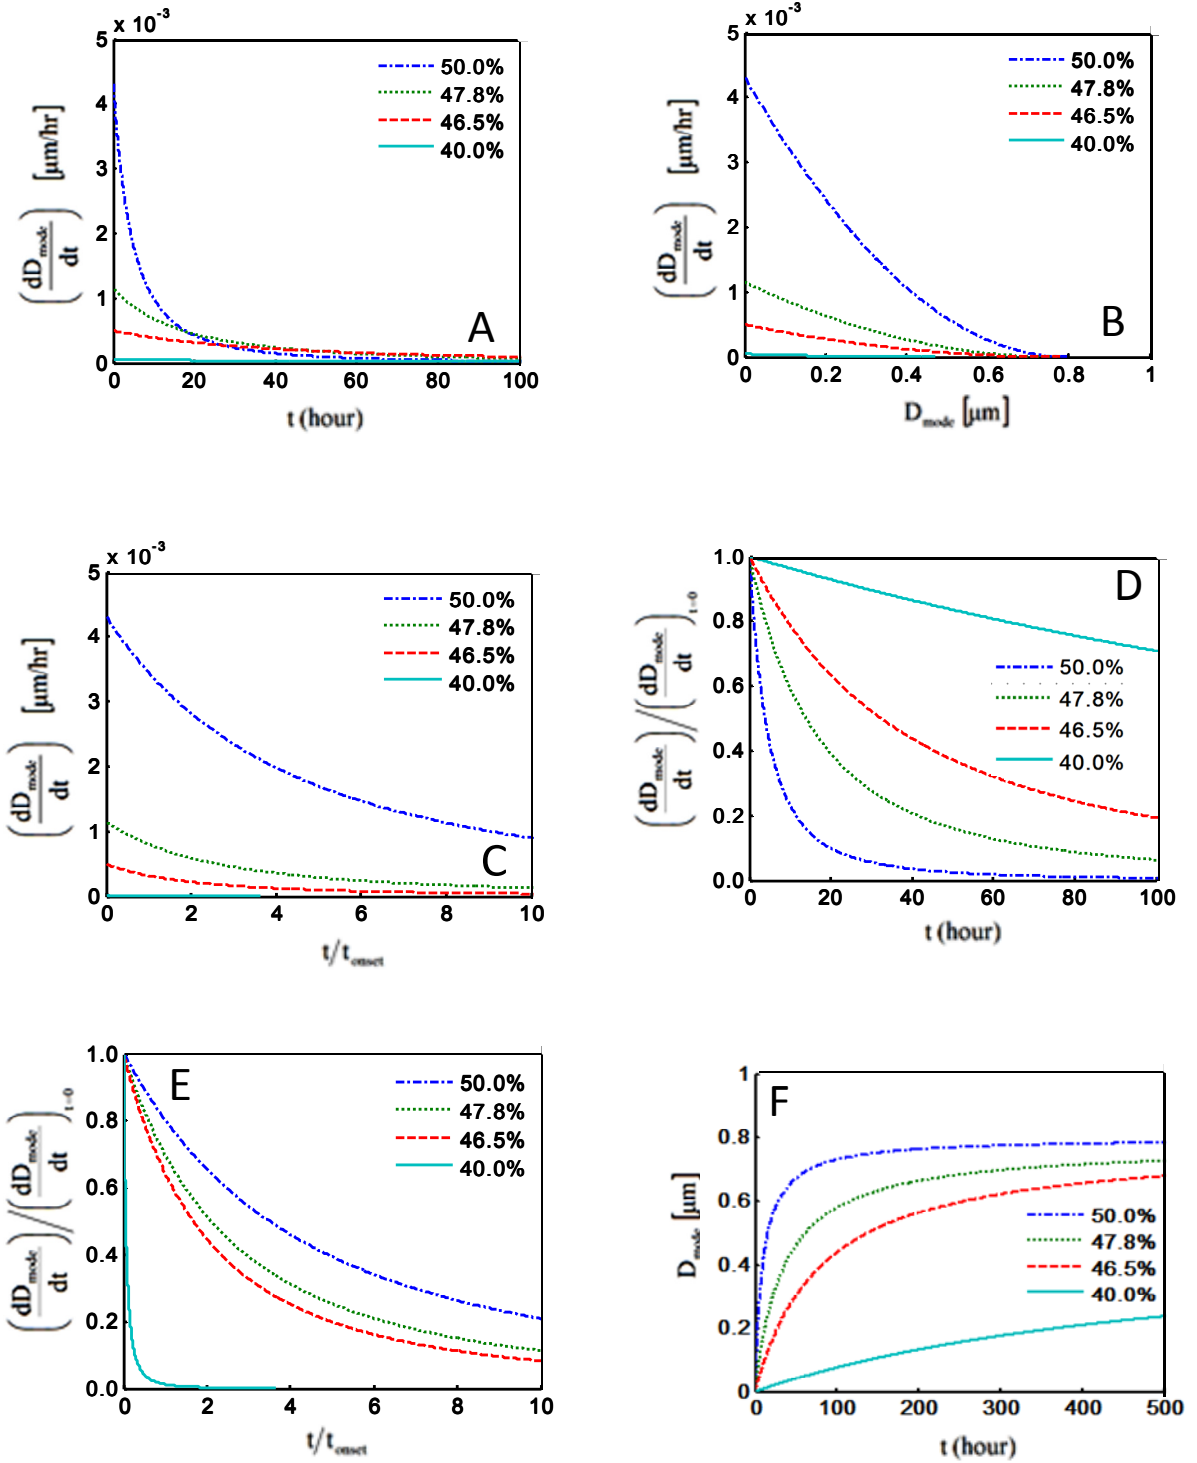 x 10⁻³
5
4
3
2
1
0
0 20 40 60 80 100
50.0%
47.8%
46.5%
40.0%
A
(dD_mode/dt) [μm/hr]
t (hour)
x 10⁻³
5
4
3
2
1
0
0 0.2 0.4 0.6 0.8 1
50.0%
47.8%
46.5%
40.0%
B
(dD_mode/dt) [μm/hr]
D_mode [μm]
x 10⁻³
5
4
3
2
1
0
0 2 4 6 8 10
50.0%
47.8%
46.5%
40.0%
C
(dD_mode/dt) [μm/hr]
t/t_onset
1.0
0.8
0.6
0.4
0.2
0.0
0 20 40 60 80 100
D
50.0%
47.8%
46.5%
40.0%
(dD_mode/dt)/(dD_mode/dt)_t=0
t (hour)
1.0
0.8
0.6
0.4
0.2
0.0
0 2 4 6 8 10
E
50.0%
47.8%
46.5%
40.0%
(dD_mode/dt)/(dD_mode/dt)_t=0
t/t_onset
1
0.8
0.6
0.4
0.2
0
0 100 200 300 400 500
F
50.0%
47.8%
46.5%
40.0%
D_mode [μm]
t (hour)